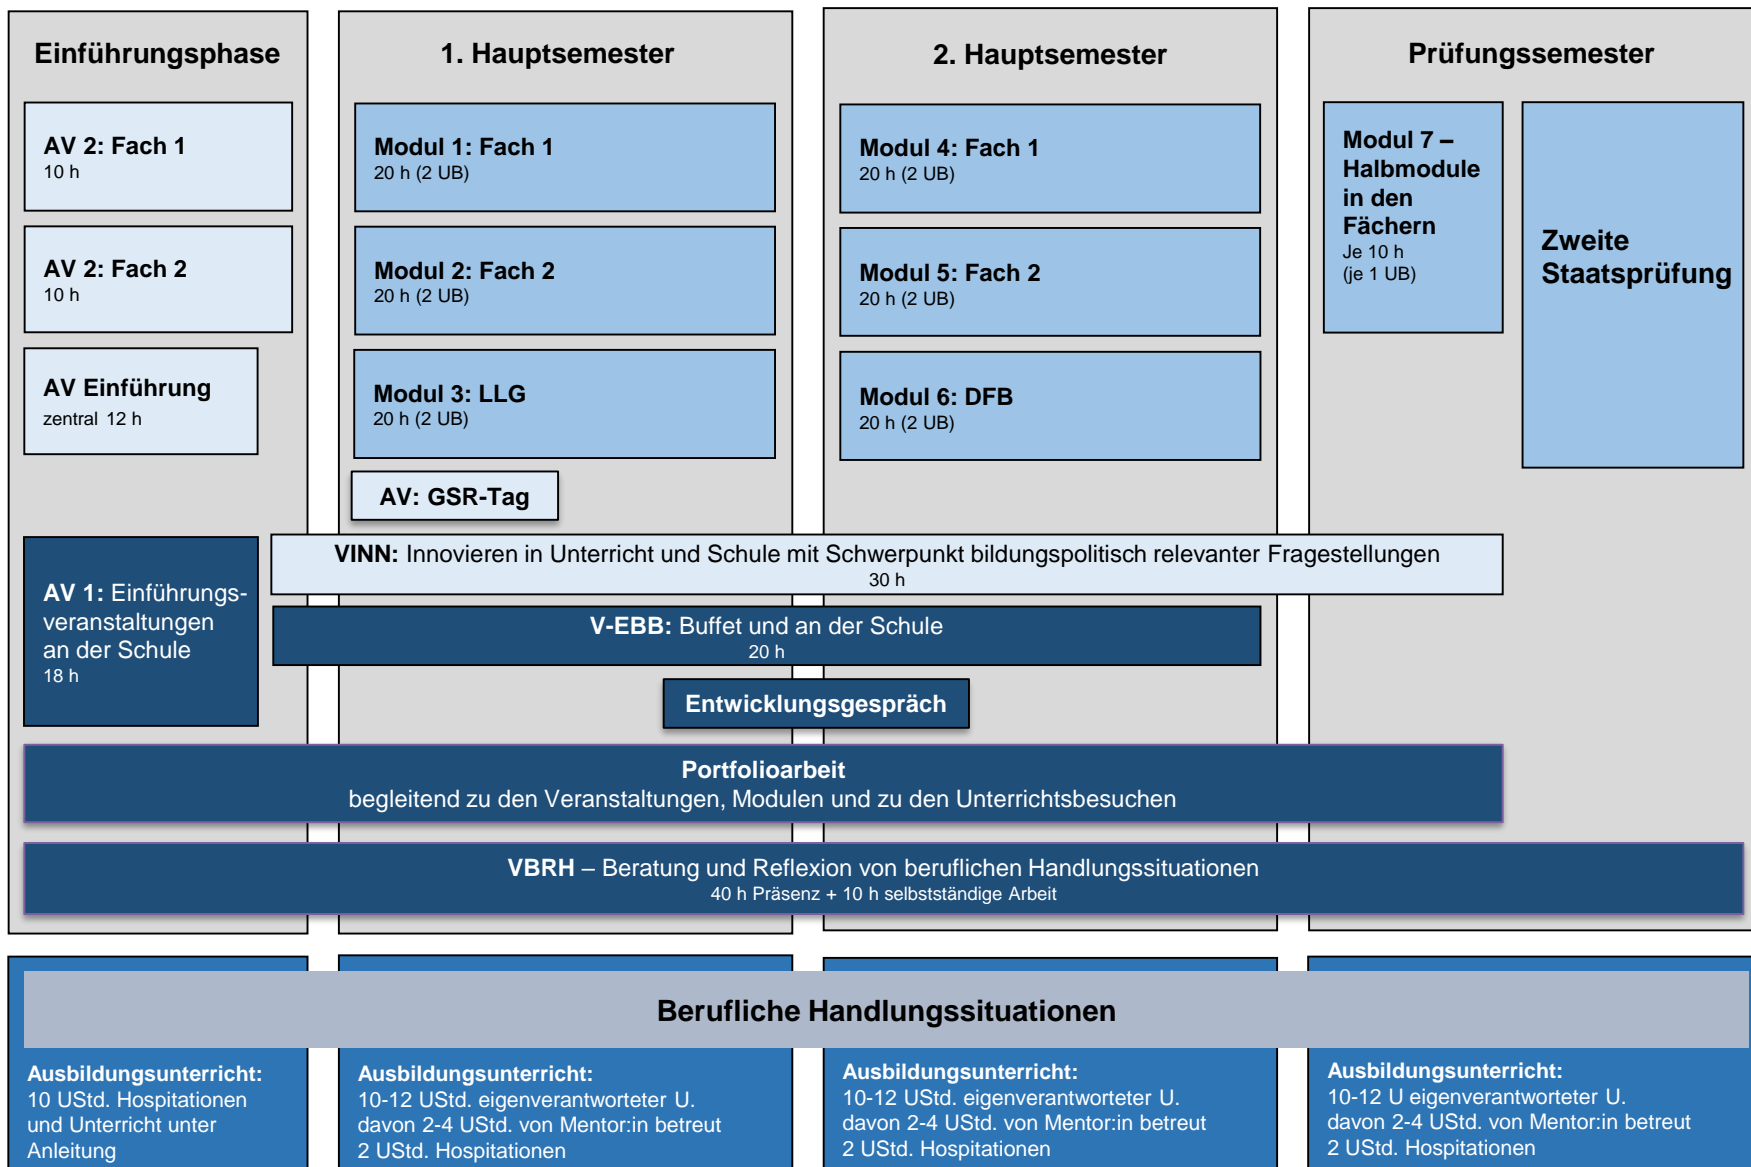 Einführungsphase
AV 2: Fach 1
10 h
AV 2: Fach 2
10 h
AV Einführung
zentral 12 h
AV 1: Einführungs-
veranstaltungen
an der Schule
18 h
1. Hauptsemester
Modul 1: Fach 1
20 h (2 UB)
Modul 2: Fach 2
20 h (2 UB)
Modul 3: LLG
20 h (2 UB)
AV: GSR-Tag
2. Hauptsemester
Modul 4: Fach 1
20 h (2 UB)
Modul 5: Fach 2
20 h (2 UB)
Modul 6: DFB
20 h (2 UB)
Prüfungssemester
Modul 7 –
Halbmodule
in den
Fächern
Je 10 h
(je 1 UB)
Zweite
Staatsprüfung
VINN: Innovieren in Unterricht und Schule mit Schwerpunkt bildungspolitisch relevanter Fragestellungen
30 h
V-EBB: Buffet und an der Schule
20 h
Entwicklungsgespräch
Portfolioarbeit
begleitend zu den Veranstaltungen, Modulen und zu den Unterrichtsbesuchen
VBRH – Beratung und Reflexion von beruflichen Handlungssituationen
40 h Präsenz + 10 h selbstständige Arbeit
Berufliche Handlungssituationen
Ausbildungsunterricht:
10 UStd. Hospitationen
und Unterricht unter
Anleitung
Ausbildungsunterricht:
10-12 UStd. eigenverantworteter U.
davon 2-4 UStd. von Mentor:in betreut
2 UStd. Hospitationen
Ausbildungsunterricht:
10-12 UStd. eigenverantworteter U.
davon 2-4 UStd. von Mentor:in betreut
2 UStd. Hospitationen
Ausbildungsunterricht:
10-12 U eigenverantworteter U.
davon 2-4 UStd. von Mentor:in betreut
2 UStd. Hospitationen